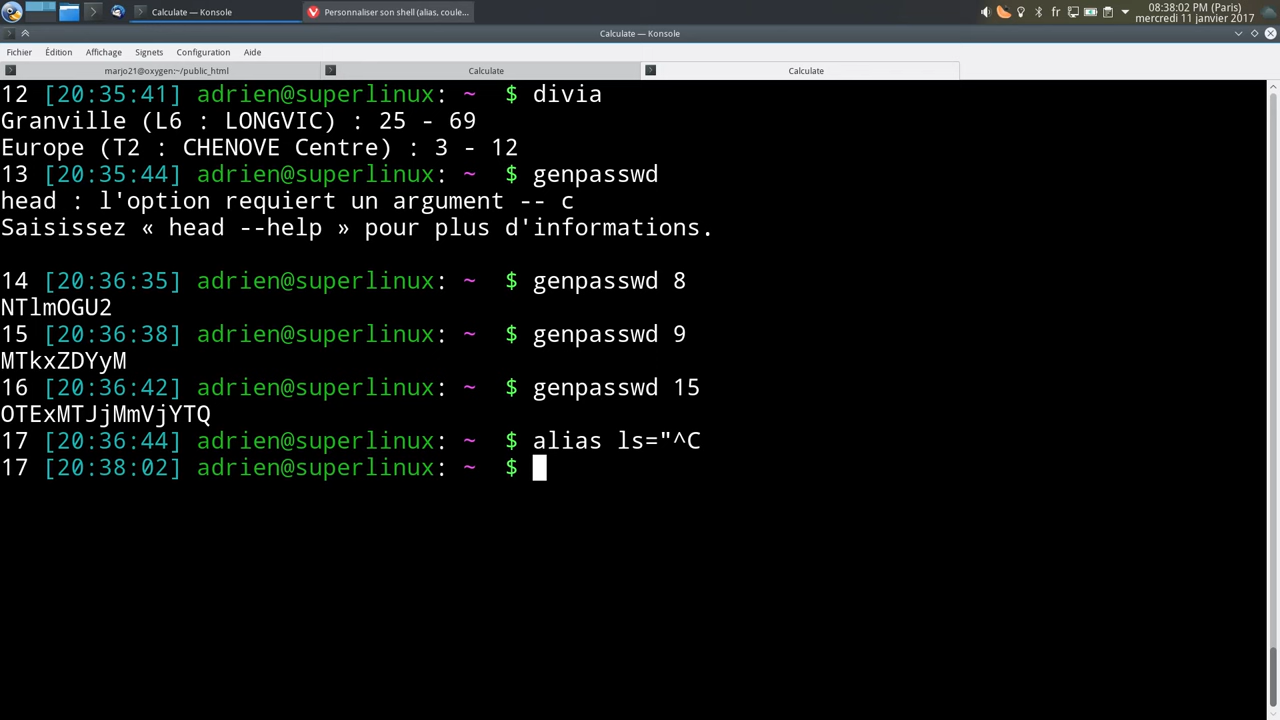 Calculate — Konsole
Personnaliser son shell (alias, coule...
fr
08:38:02 PM (Paris)
mercredi 11 janvier 2017
Calculate — Konsole
Fichier Édition Affichage Signets Configuration Aide
marjo21@oxygen:~/public_html
Calculate
Calculate
12 [20:35:41] adrien@superlinux: ~ $ divia
Granville (L6 : LONGVIC) : 25 - 69
Europe (T2 : CHENOVE Centre) : 3 - 12
13 [20:35:44] adrien@superlinux: ~ $ genpasswd
head : l'option requiert un argument -- c
Saisissez « head --help » pour plus d'informations.
14 [20:36:35] adrien@superlinux: ~ $ genpasswd 8
NTlmOGU2
15 [20:36:38] adrien@superlinux: ~ $ genpasswd 9
MTkxZDYyM
16 [20:36:42] adrien@superlinux: ~ $ genpasswd 15
OTExMTJjMmVjYTQ
17 [20:36:44] adrien@superlinux: ~ $ alias ls="^C
17 [20:38:02] adrien@superlinux: ~ $